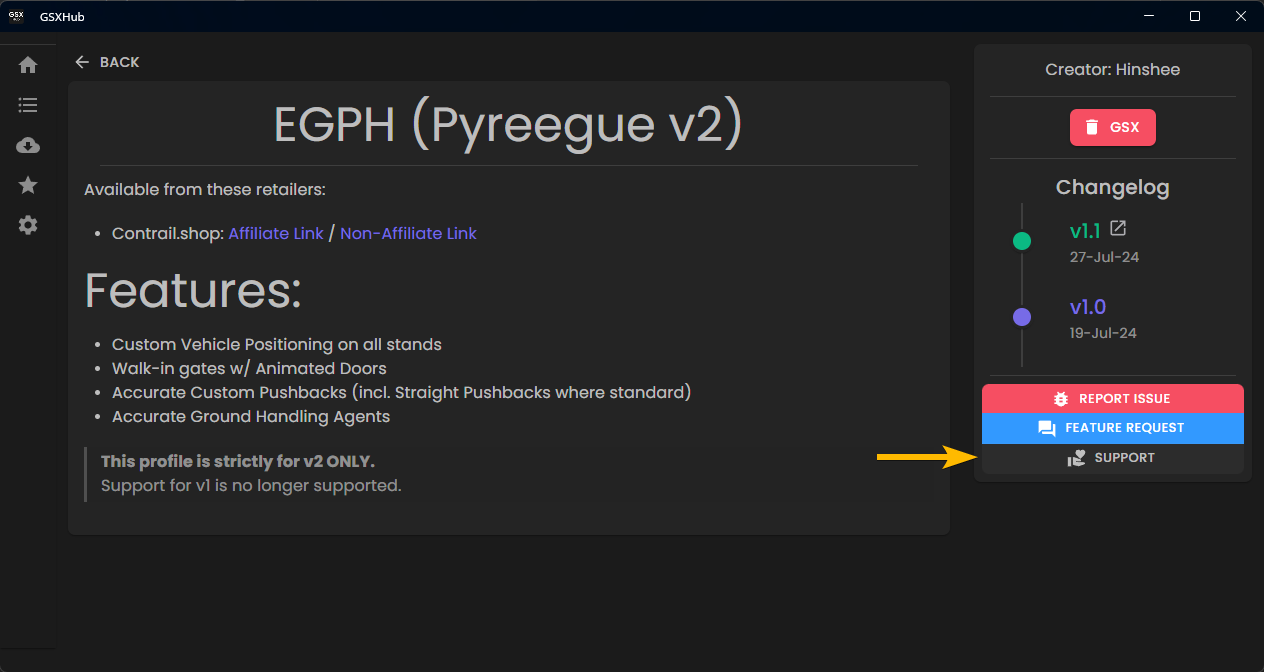 GSX
GSXHub
BACK
EGPH (Pyreegue v2)
Available from these retailers:
• Contrail.shop: Affiliate Link / Non-Affiliate Link
Features:
• Custom Vehicle Positioning on all stands
• Walk-in gates w/ Animated Doors
• Accurate Custom Pushbacks (incl. Straight Pushbacks where standard)
• Accurate Ground Handling Agents
This profile is strictly for v2 ONLY.
Support for v1 is no longer supported.
Creator: Hinshee
GSX
Changelog
v1.1
27-Jul-24
v1.0
19-Jul-24
REPORT ISSUE
FEATURE REQUEST
SUPPORT